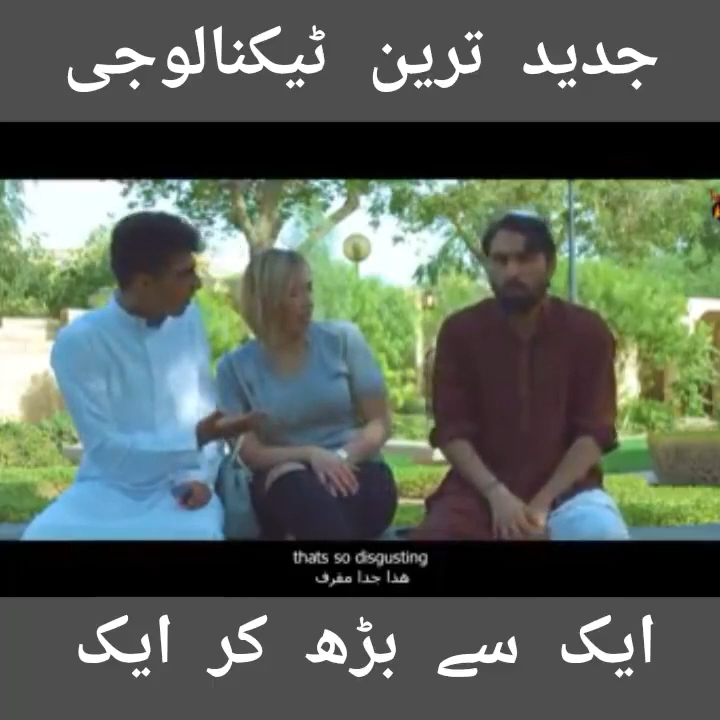 جدید ترین ٹیکنالوجی
thats so disgusting
هذا جدا مقرف
ایک سے بڑھ کر ایک